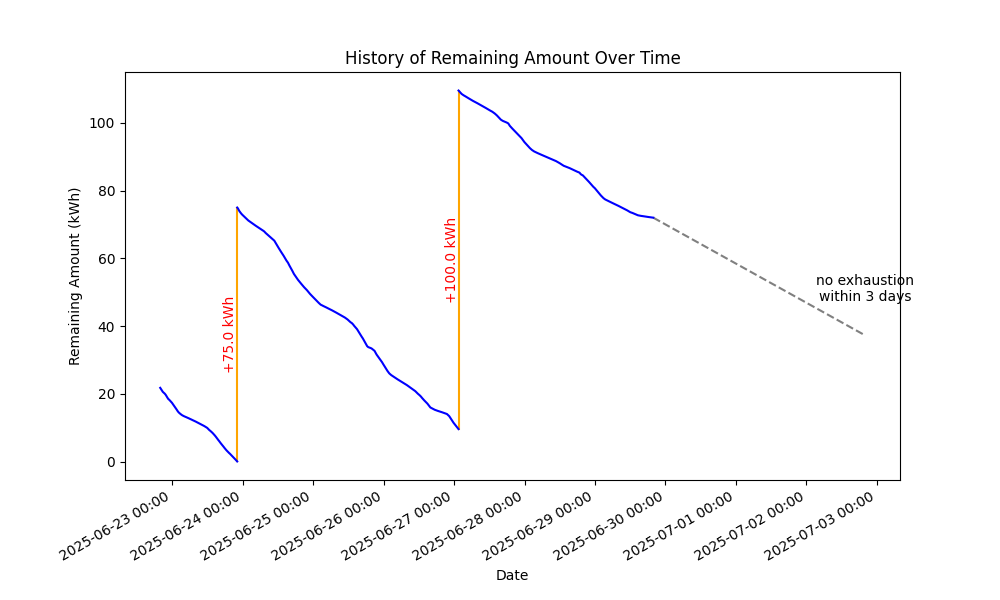 History of Remaining Amount Over Time
Remaining Amount (kWh)
100
80
60
40
20
0
+75.0 kWh
+100.0 kWh
no exhaustion
within 3 days
2025-06-23 00:00
2025-06-24 00:00
2025-06-25 00:00
2025-06-26 00:00
2025-06-27 00:00
2025-06-28 00:00
2025-06-29 00:00
2025-06-30 00:00
2025-07-01 00:00
2025-07-02 00:00
2025-07-03 00:00
Date